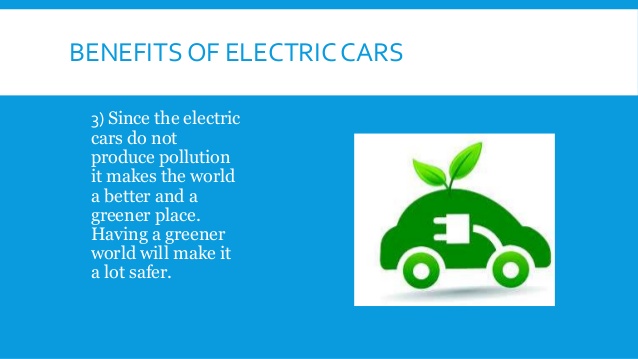 BENEFITS OF ELECTRIC CARS
3) Since the electric
cars do not
produce pollution
it makes the world
a better and a
greener place.
Having a greener
world will make it
a lot safer.